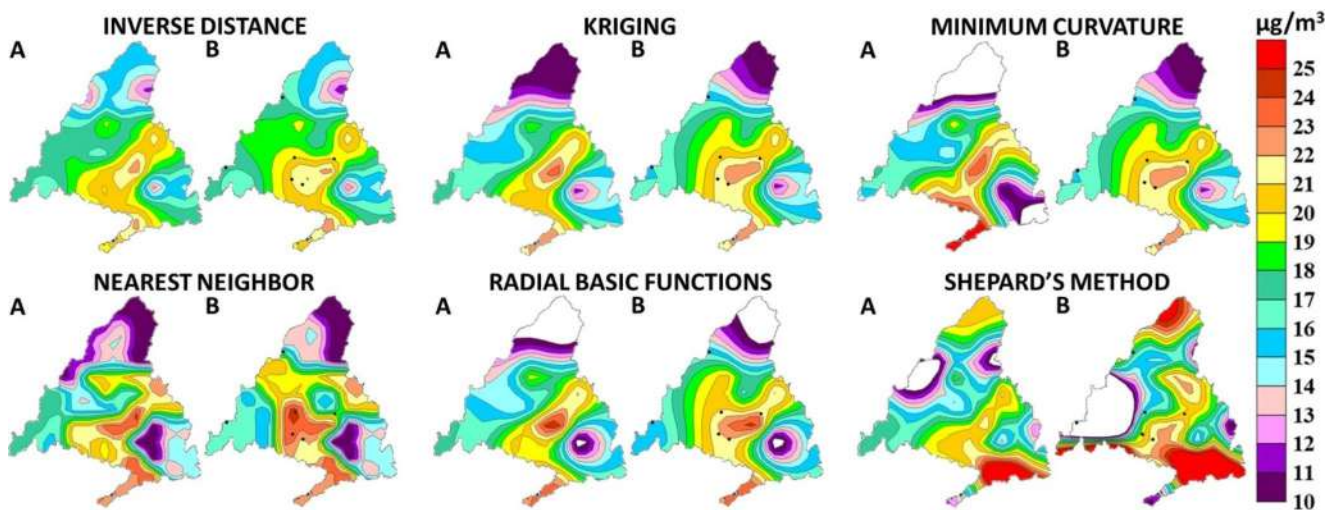 INVERSE DISTANCE
A
B
KRIGING
A
B
MINIMUM CURVATURE
A
B
µg/m³
25
24
23
22
21
20
19
18
17
16
15
14
13
12
11
10
NEAREST NEIGHBOR
A
B
RADIAL BASIC FUNCTIONS
A
B
SHEPARD'S METHOD
A
B